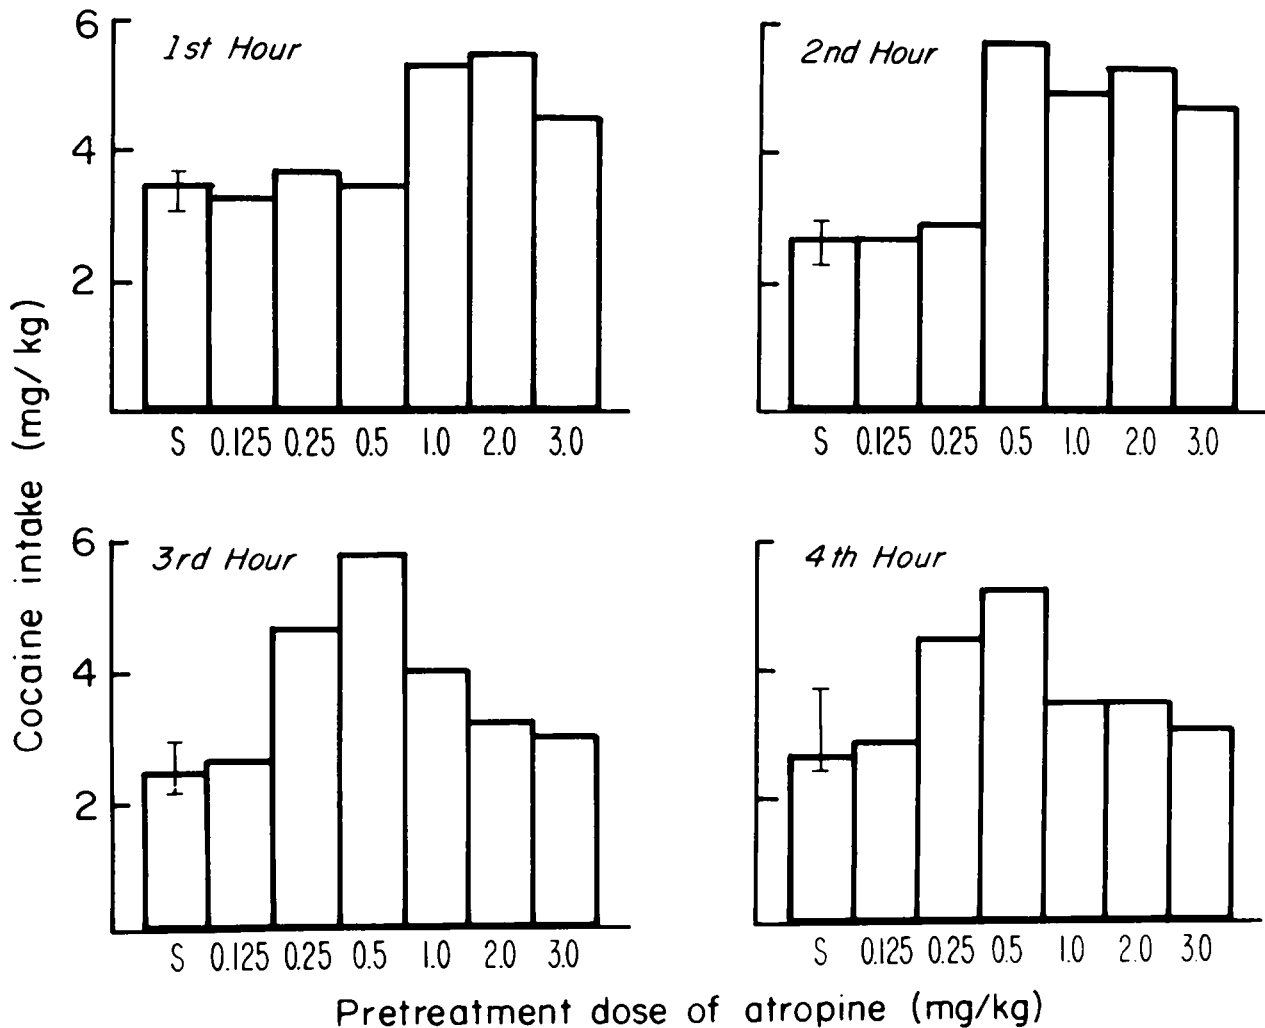 6
1st Hour
4
2
S 0.125 0.25 0.5 1.0 2.0 3.0
2nd Hour
S 0.125 0.25 0.5 1.0 2.0 3.0
6
3rd Hour
4
2
S 0.125 0.25 0.5 1.0 2.0 3.0
4th Hour
S 0.125 0.25 0.5 1.0 2.0 3.0
Cocaine intake (mg/kg)
Pretreatment dose of atropine (mg/kg)